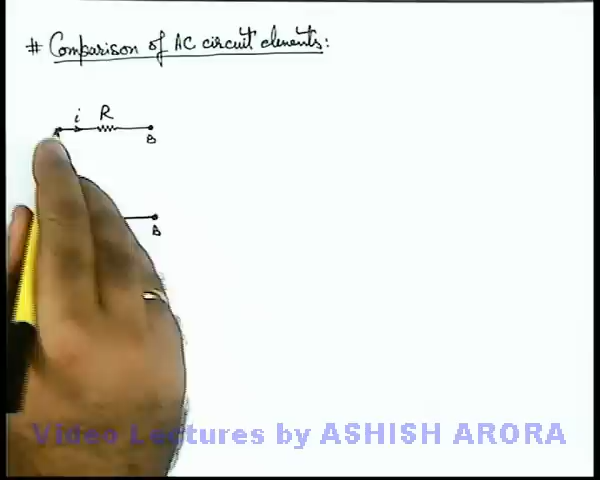 # Comparison of AC circuit elements:
i R
A B
B
Video Lectures by ASHISH ARORA